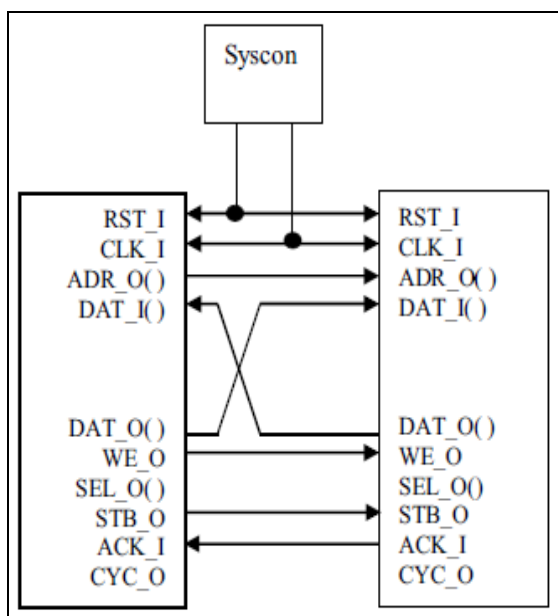 Syscon
RST_I
CLK_I
ADR_O()
DAT_I()
DAT_O()
WE_O
SEL_O()
STB_O
ACK_I
CYC_O
RST_I
CLK_I
ADR_O()
DAT_I()
DAT_O()
WE_O
SEL_O()
STB_O
ACK_I
CYC_O